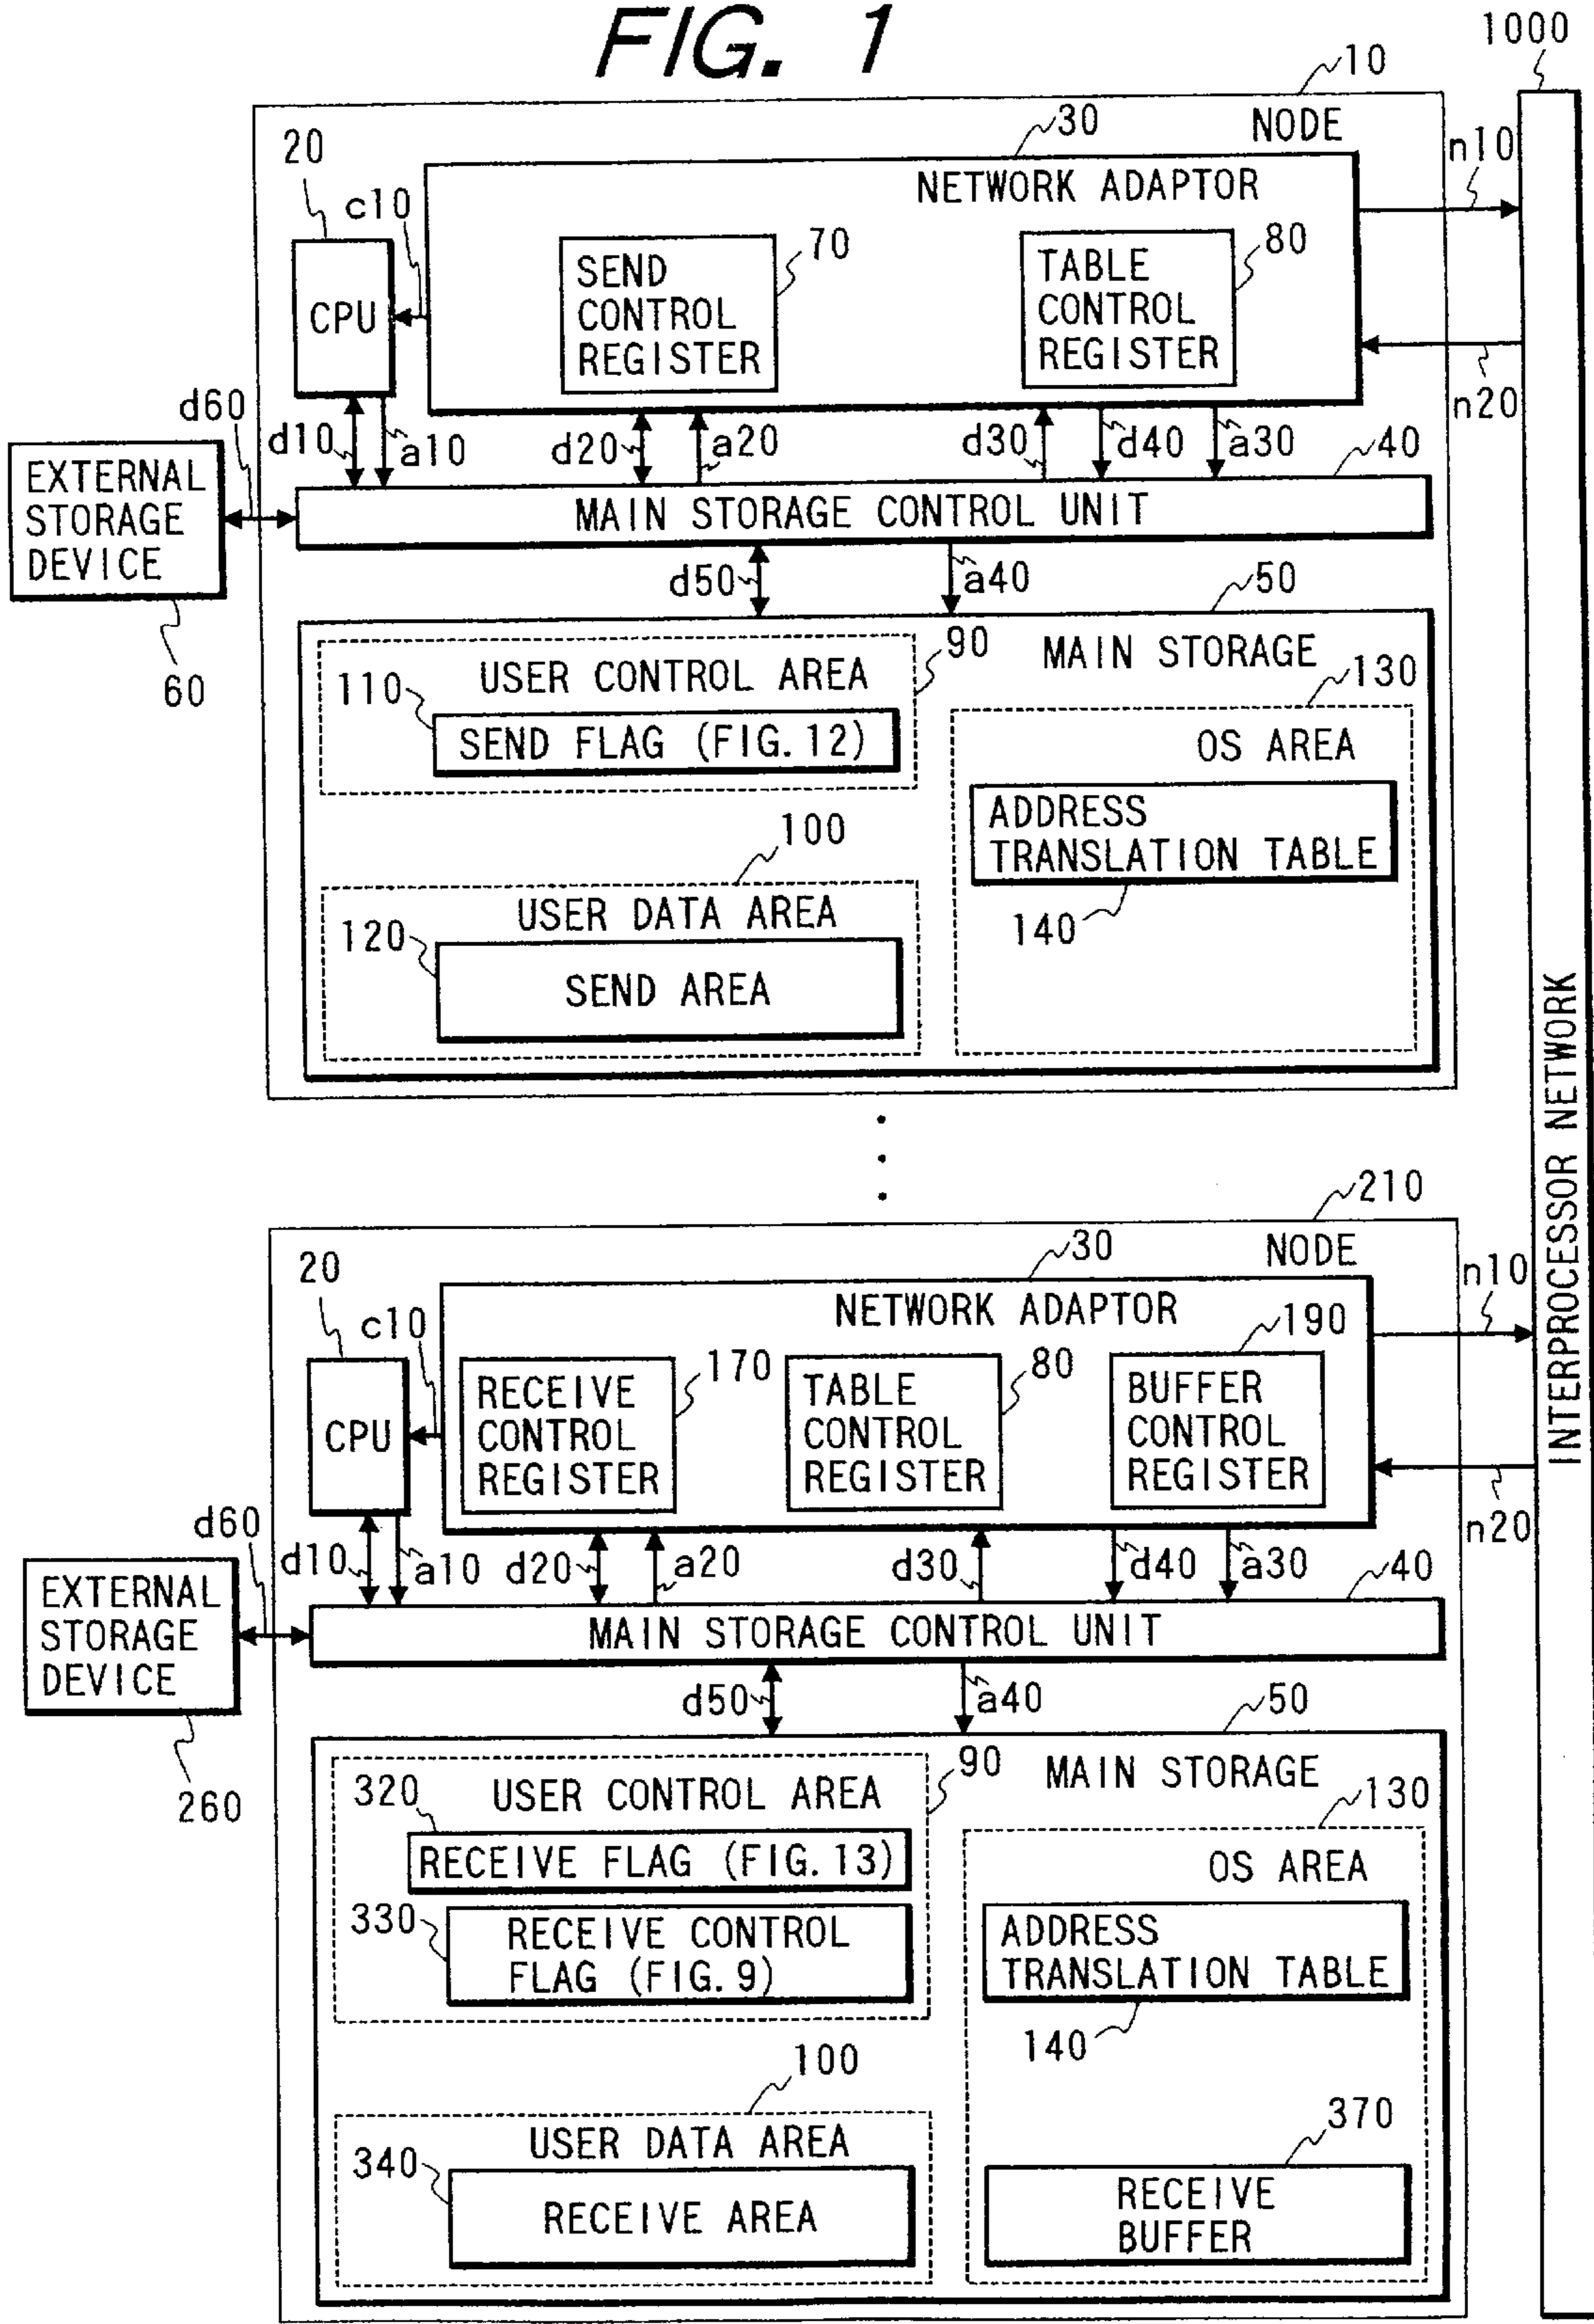 FIG. 1
1000
10
NODE
20
30
NETWORK ADAPTOR
n10
c10
CPU
70
SEND
CONTROL
REGISTER
80
TABLE
CONTROL
REGISTER
n20
d60
d10
a10
d20
a20
d30
d40
a30
40
EXTERNAL
STORAGE
DEVICE
60
MAIN STORAGE CONTROL UNIT
d50
a40
50
90
MAIN STORAGE
USER CONTROL AREA
110
SEND FLAG (FIG. 12)
130
OS AREA
ADDRESS
TRANSLATION TABLE
140
100
USER DATA AREA
120
SEND AREA
INTERPROCESSOR NETWORK
210
NODE
20
30
NETWORK ADAPTOR
n10
c10
CPU
170
RECEIVE
CONTROL
REGISTER
80
TABLE
CONTROL
REGISTER
190
BUFFER
CONTROL
REGISTER
n20
d60
d10
a10
d20
a20
d30
d40
a30
40
EXTERNAL
STORAGE
DEVICE
260
MAIN STORAGE CONTROL UNIT
d50
a40
50
90
MAIN STORAGE
USER CONTROL AREA
320
RECEIVE FLAG (FIG. 13)
330
RECEIVE CONTROL
FLAG (FIG. 9)
130
OS AREA
ADDRESS
TRANSLATION TABLE
140
100
USER DATA AREA
340
RECEIVE AREA
370
RECEIVE
BUFFER